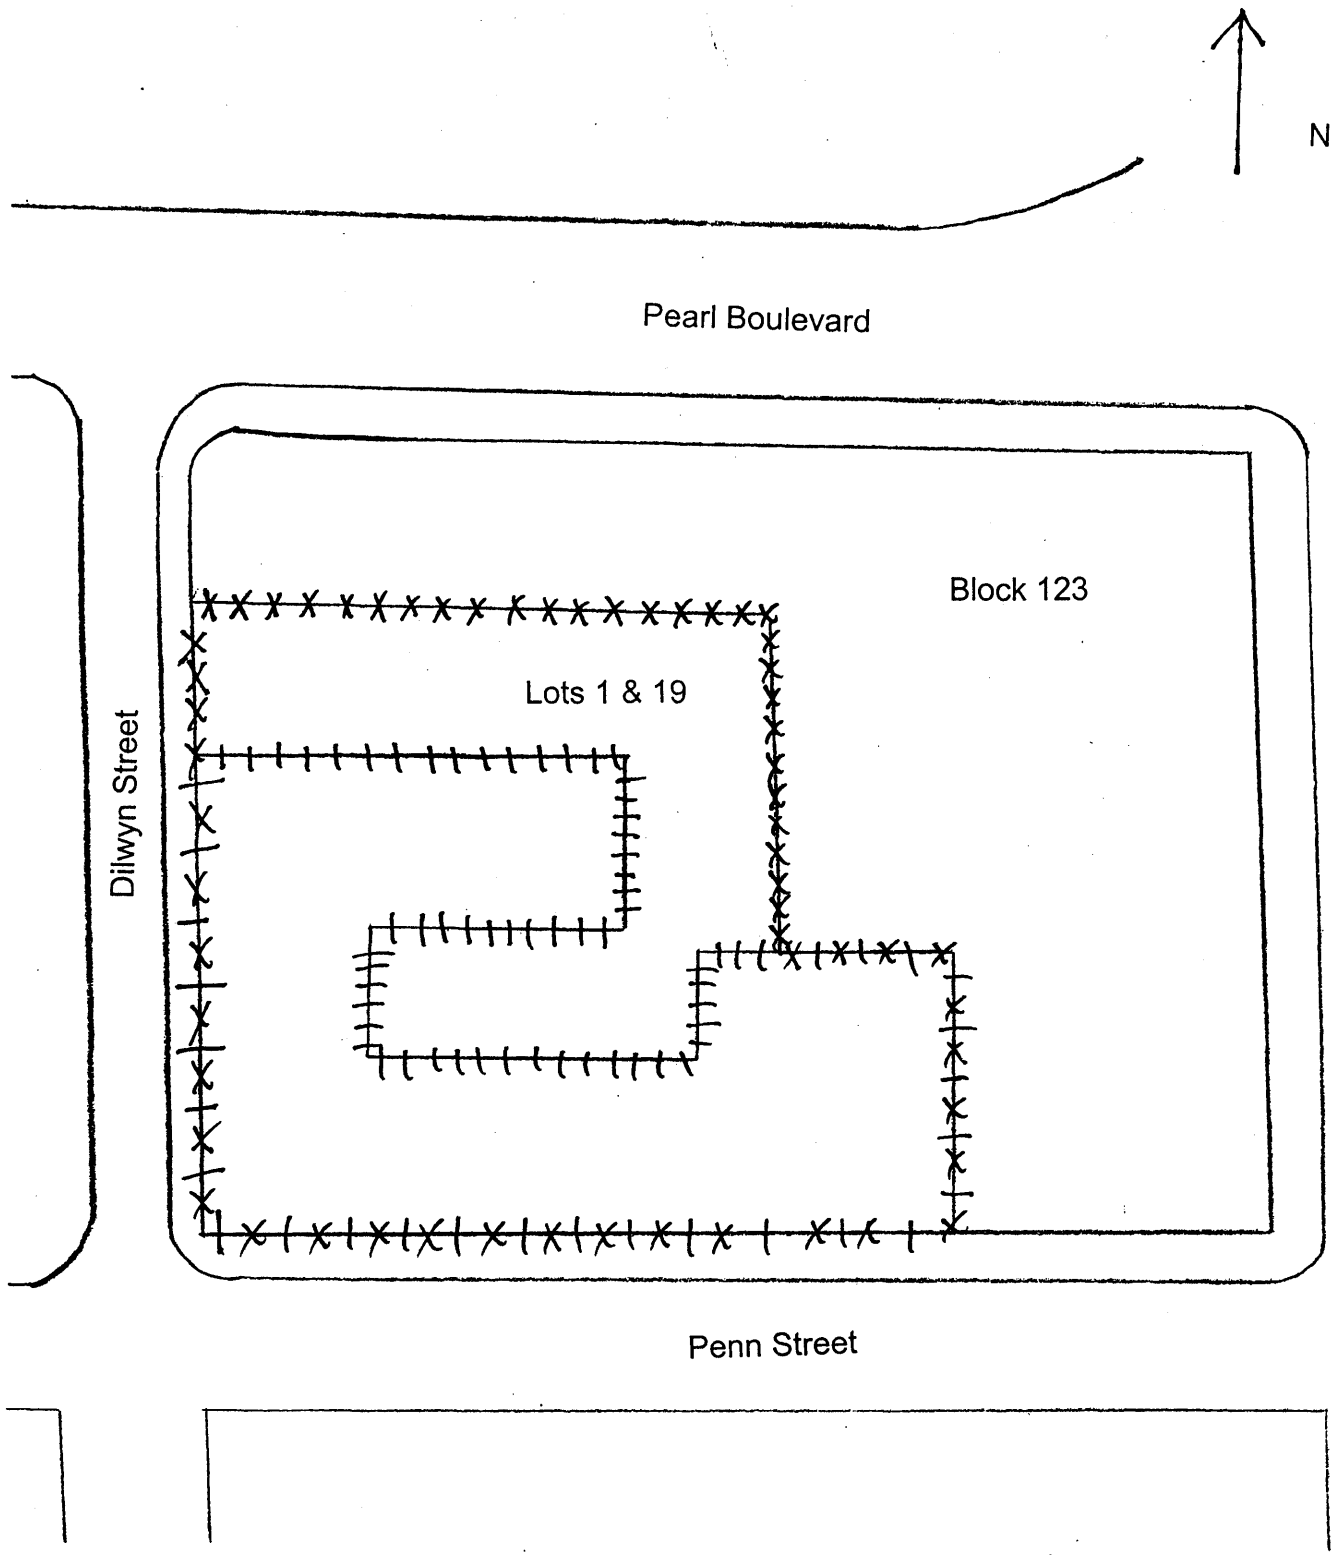 N
Pearl Boulevard
Block 123
Lots 1 & 19
Dilwyn Street
Penn Street